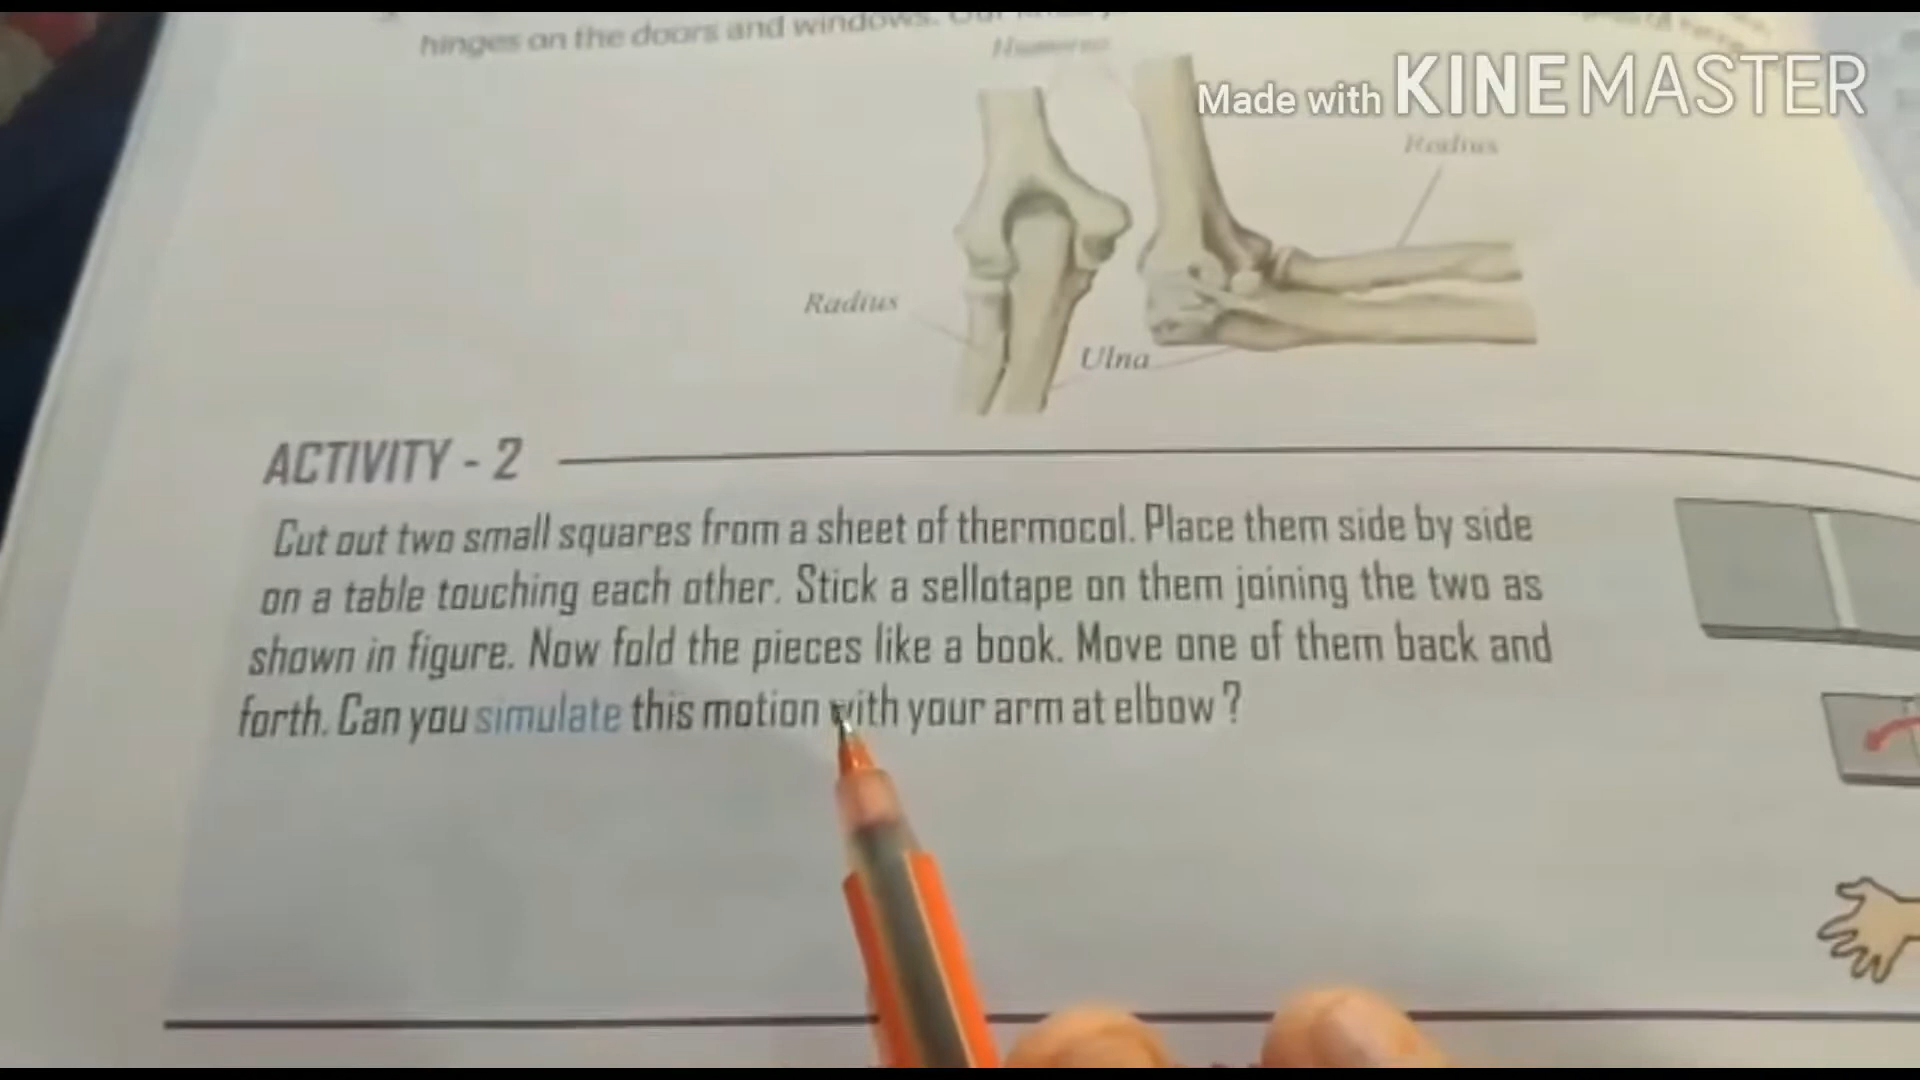 hinges on the doors and windows. Our
Humerus
Made with KINEMASTER
Radius
Radius
Ulna
ACTIVITY - 2
Cut out two small squares from a sheet of thermocol. Place them side by side
on a table touching each other. Stick a sellotape on them joining the two as
shown in figure. Now fold the pieces like a book. Move one of them back and
forth. Can you simulate this motion with your arm at elbow ?